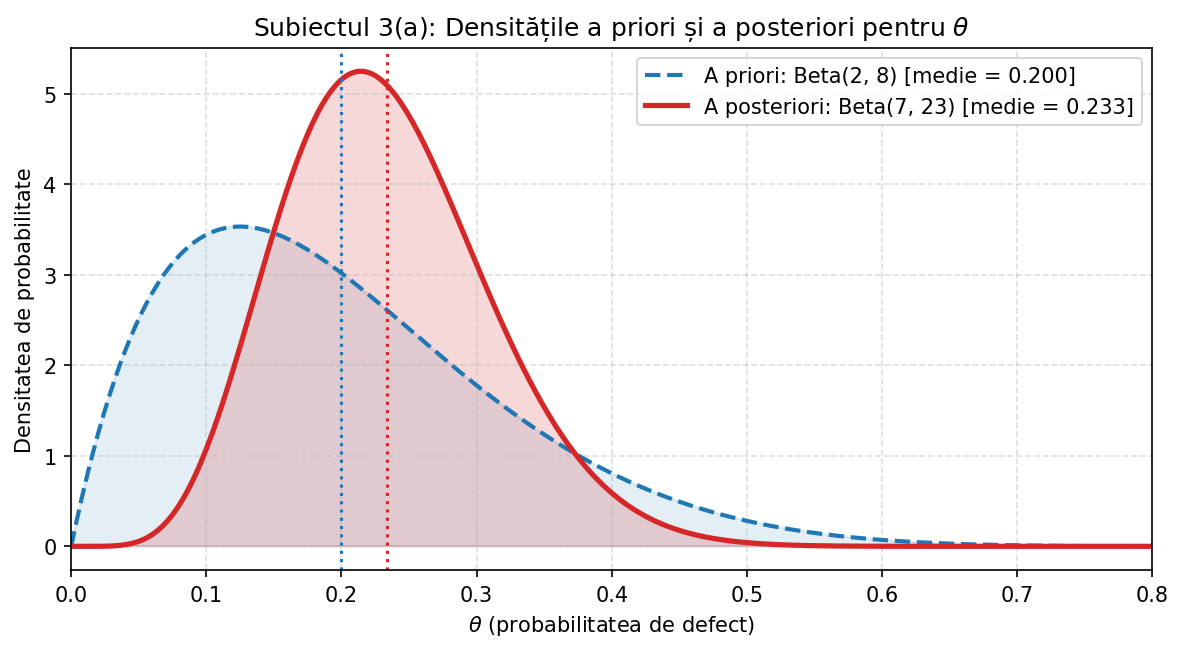 Subiectul 3(a): Densitățile a priori și a posteriori pentru θ
A priori: Beta(2, 8) [medie = 0.200]
A posteriori: Beta(7, 23) [medie = 0.233]
Densitatea de probabilitate
5
4
3
2
1
0
0.0 0.1 0.2 0.3 0.4 0.5 0.6 0.7 0.8
θ (probabilitatea de defect)